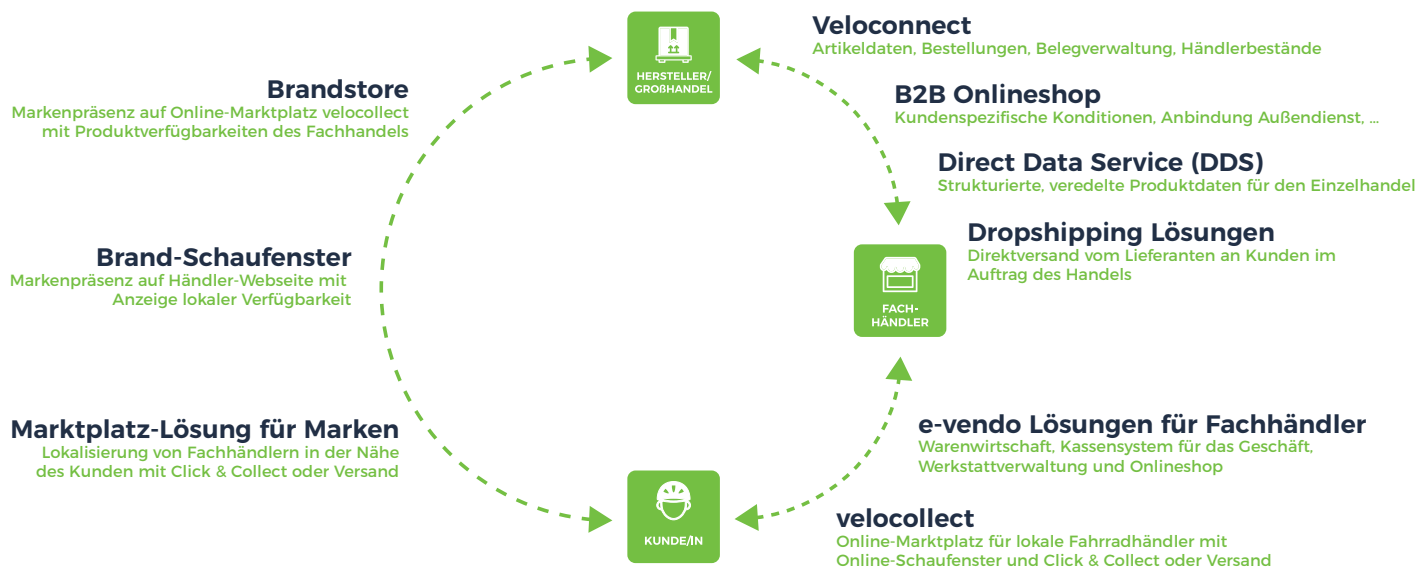 HERSTELLER/
GROßHANDEL
Veloconnect
Artikeldaten, Bestellungen, Belegverwaltung, Händlerbestände
B2B Onlineshop
Kundenspezifische Konditionen, Anbindung Außendienst, ...
Direct Data Service (DDS)
Strukturierte, veredelte Produktdaten für den Einzelhandel
Dropshipping Lösungen
Direktversand vom Lieferanten an Kunden im
Auftrag des Handels
FACH-
HÄNDLER
e-vendo Lösungen für Fachhändler
Warenwirtschaft, Kassensystem für das Geschäft,
Werkstattverwaltung und Onlineshop
velocollect
Online-Marktplatz für lokale Fahrradhändler mit
Online-Schaufenster und Click & Collect oder Versand
KUNDE/IN
Brandstore
Markenpräsenz auf Online-Marktplatz velocollect
mit Produktverfügbarkeiten des Fachhandels
Brand-Schaufenster
Markenpräsenz auf Händler-Webseite mit
Anzeige lokaler Verfügbarkeit
Marktplatz-Lösung für Marken
Lokalisierung von Fachhändlern in der Nähe
des Kunden mit Click & Collect oder Versand